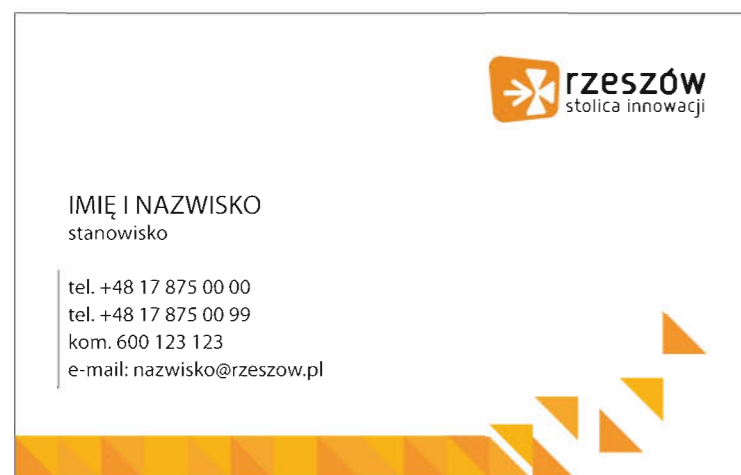 rzeszów
stolica innowacji
IMIĘ I NAZWISKO
stanowisko
tel. +48 17 875 00 00
tel. +48 17 875 00 99
kom. 600 123 123
e-mail: nazwisko@rzeszow.pl